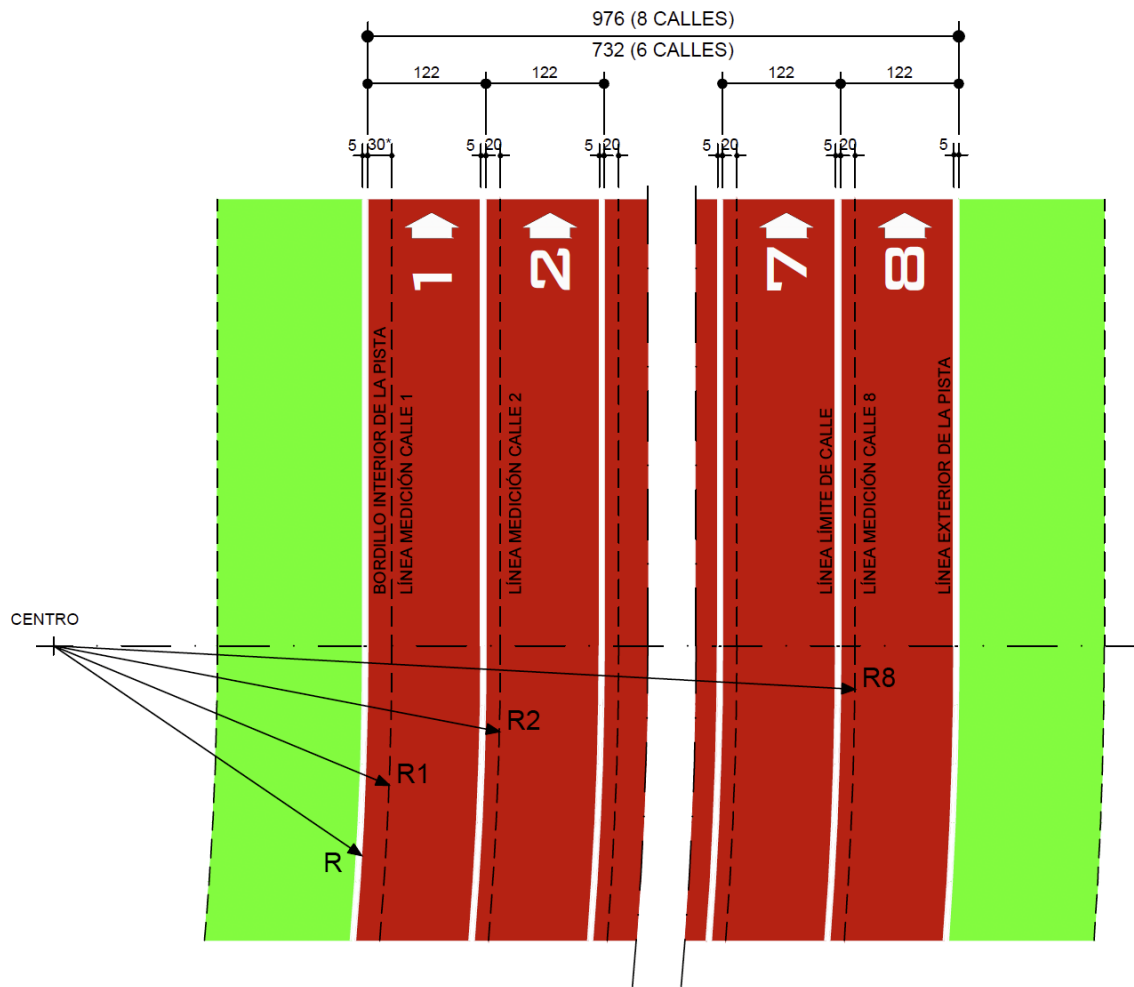 976 (8 CALLES)
732 (6 CALLES)
122
122
122
122
5
30*
5
20
5
20
5
20
5
20
5
1
2
7
8
BORDILLO INTERIOR DE LA PISTA
LÍNEA MEDICIÓN CALLE 1
LÍNEA MEDICIÓN CALLE 2
LÍNEA LÍMITE DE CALLE
LÍNEA MEDICIÓN CALLE 8
LÍNEA EXTERIOR DE LA PISTA
CENTRO
R8
R2
R1
R